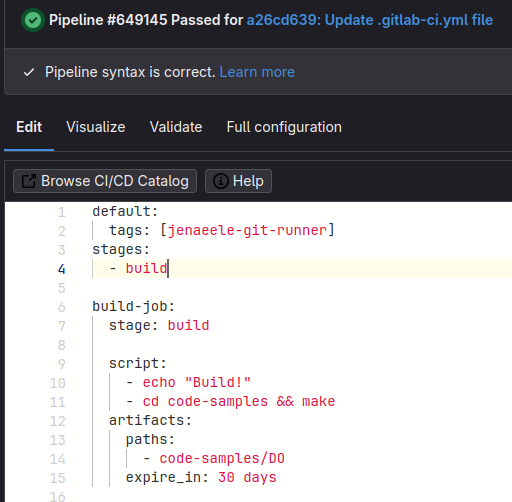 Pipeline #649145 Passed for a26cd639: Update .gitlab-ci.yml file
Pipeline syntax is correct. Learn more
Edit Visualize Validate Full configuration
Browse CI/CD Catalog Help
1 default:
2   tags: [jenaeele-git-runner]
3 stages:
4   - build
5
6 build-job:
7   stage: build
8
9   script:
10     - echo "Build!"
11     - cd code-samples && make
12   artifacts:
13     paths:
14       - code-samples/DO
15     expire_in: 30 days
16